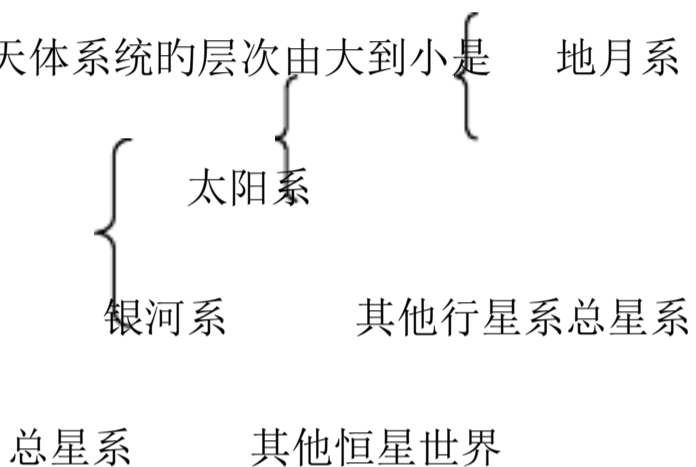 天体系统旳层次由大到小是 地月系
太阳系
银河系 其他行星系总星系
总星系 其他恒星世界